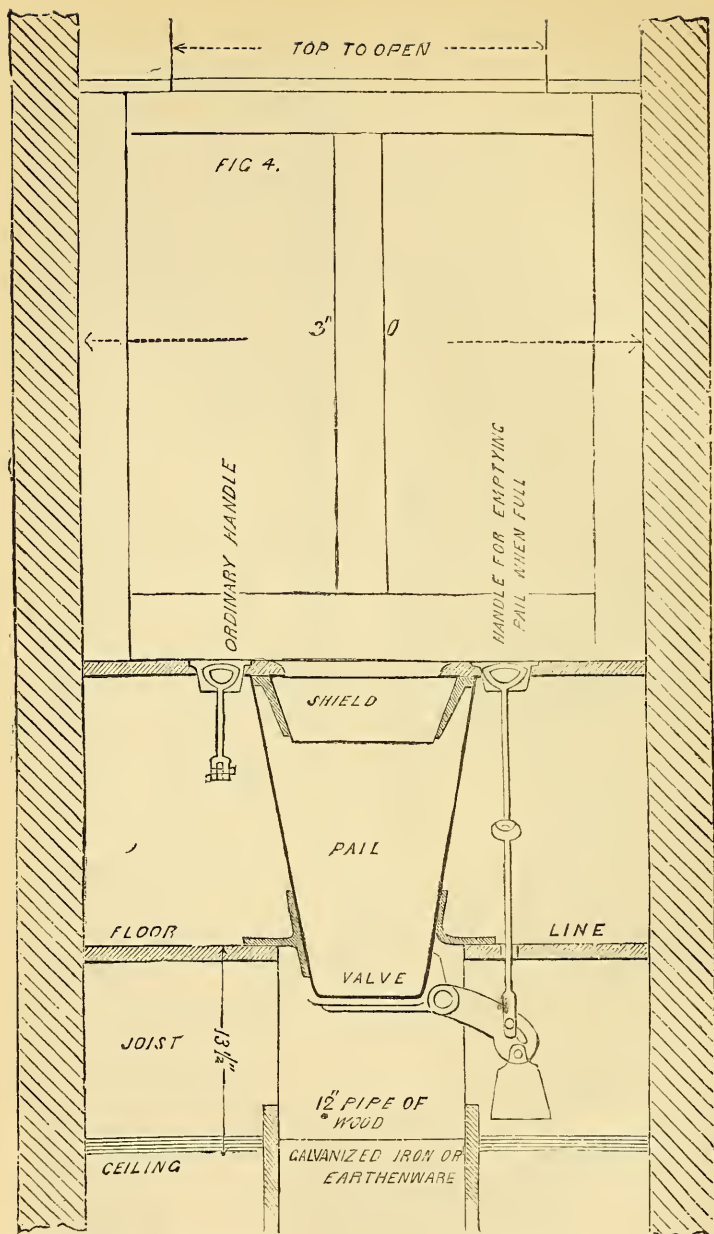 TOP TO OPEN
FIG 4.
3" 0
ORDINARY HANDLE
HANDLE FOR EMPTYING
PAIL WHEN FULL
SHIELD
PAIL
FLOOR
LINE
VALVE
JOIST
13½"
12" PIPE OF
WOOD
GALVANIZED IRON OR
EARTHENWARE
CEILING